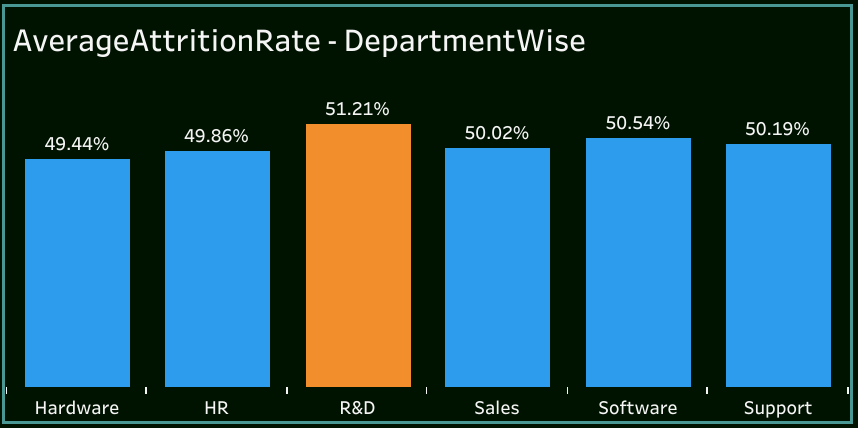 AverageAttritionRate - DepartmentWise
49.44%
49.86%
51.21%
50.02%
50.54%
50.19%
Hardware
HR
R&D
Sales
Software
Support